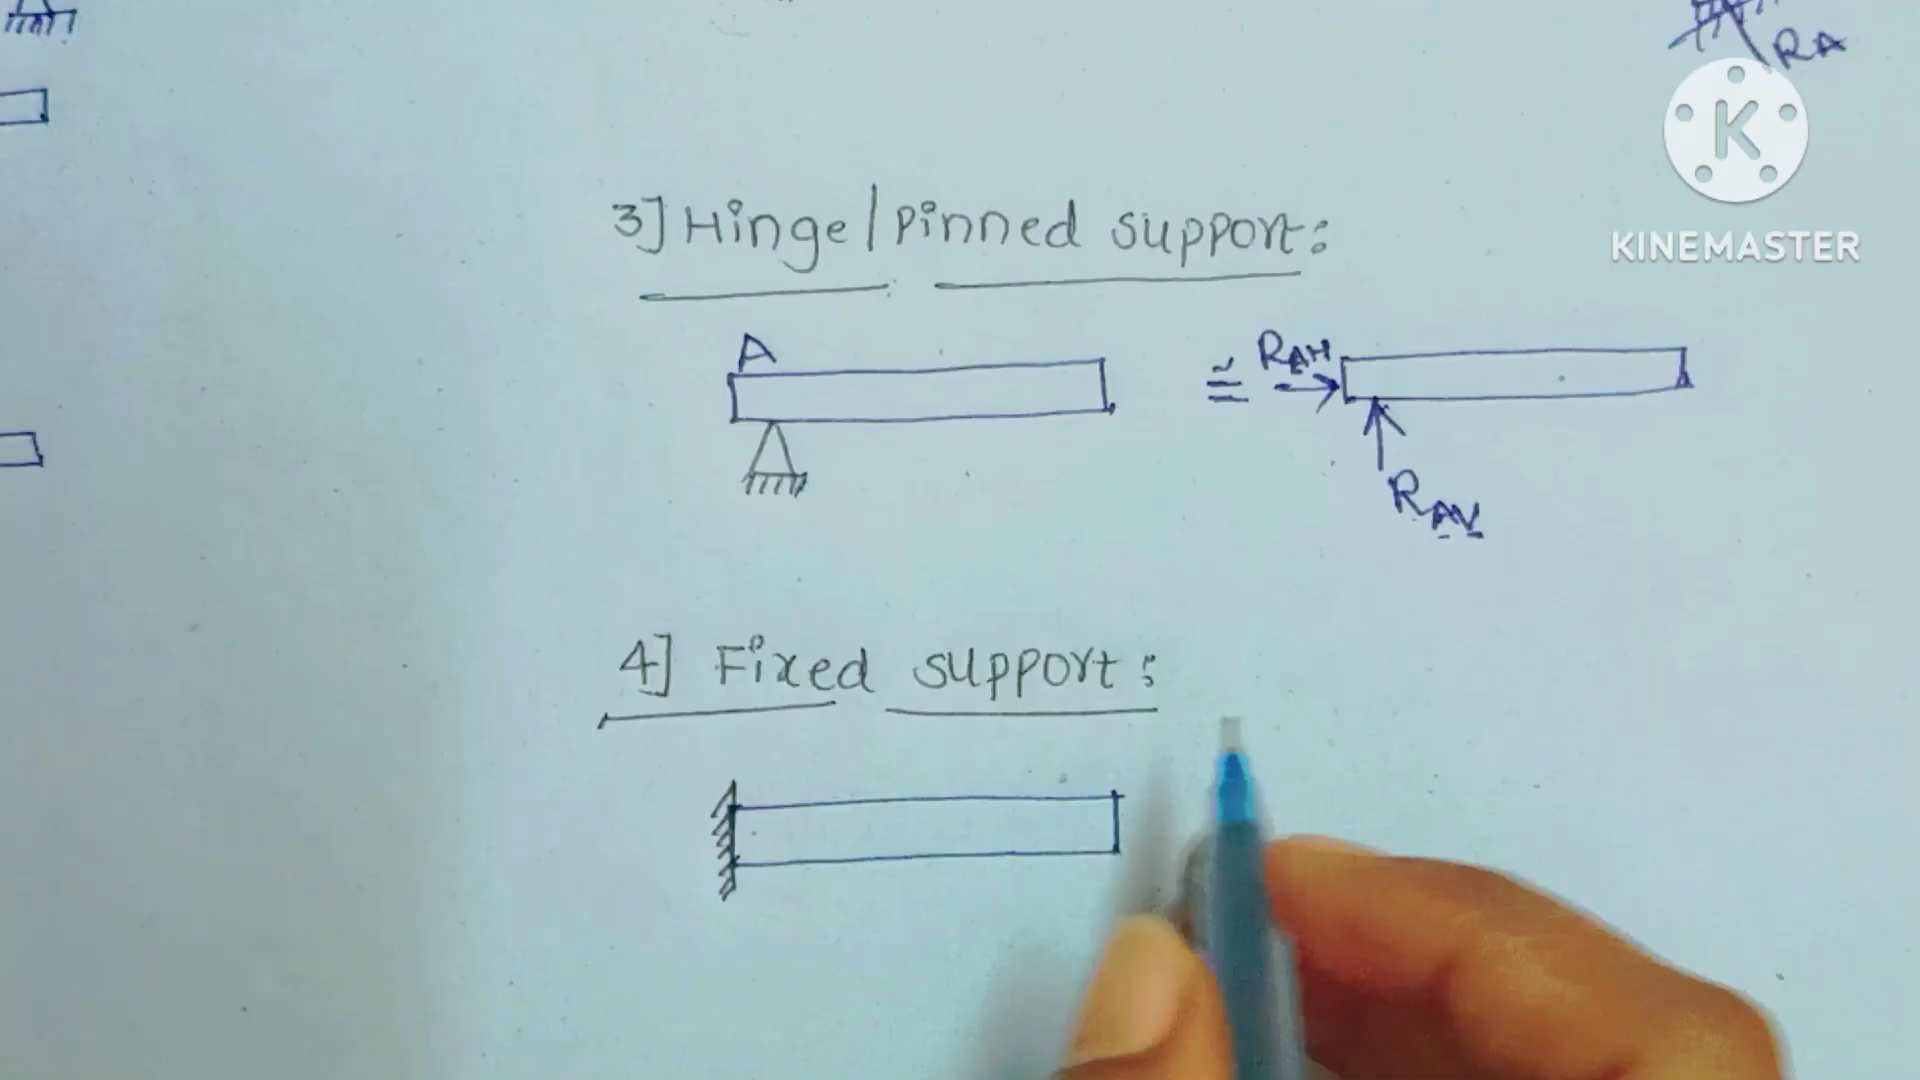 RA
K
KINEMASTER
3] Hinge/pinned support:
A
≅ RAH
RAV
4] Fixed support: